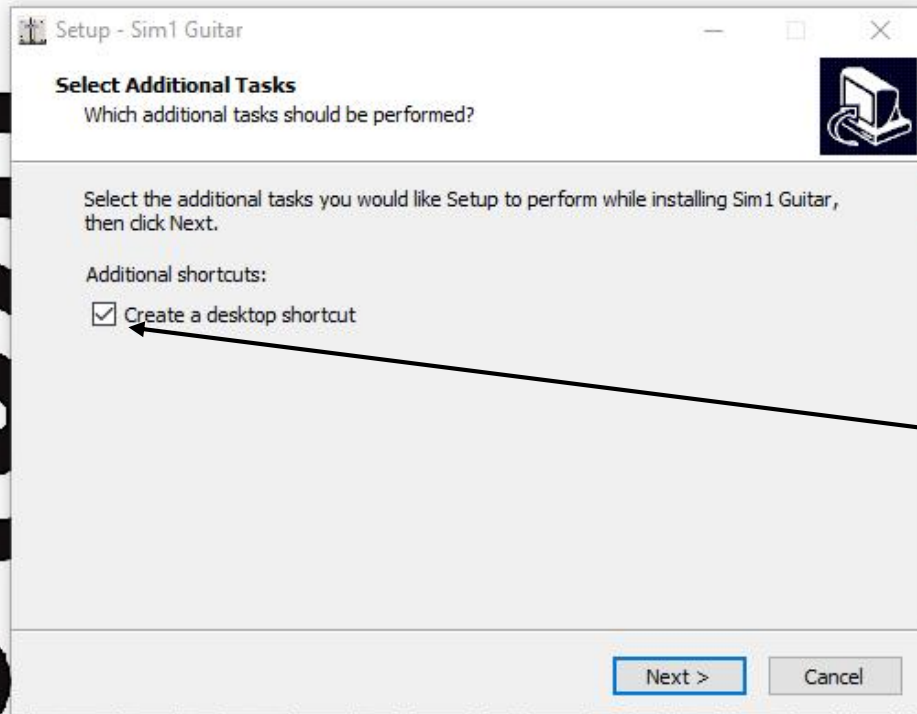 Setup - Sim1 Guitar
Select Additional Tasks
Which additional tasks should be performed?
Select the additional tasks you would like Setup to perform while installing Sim1 Guitar,
then click Next.
Additional shortcuts:
Create a desktop shortcut
Next >
Cancel